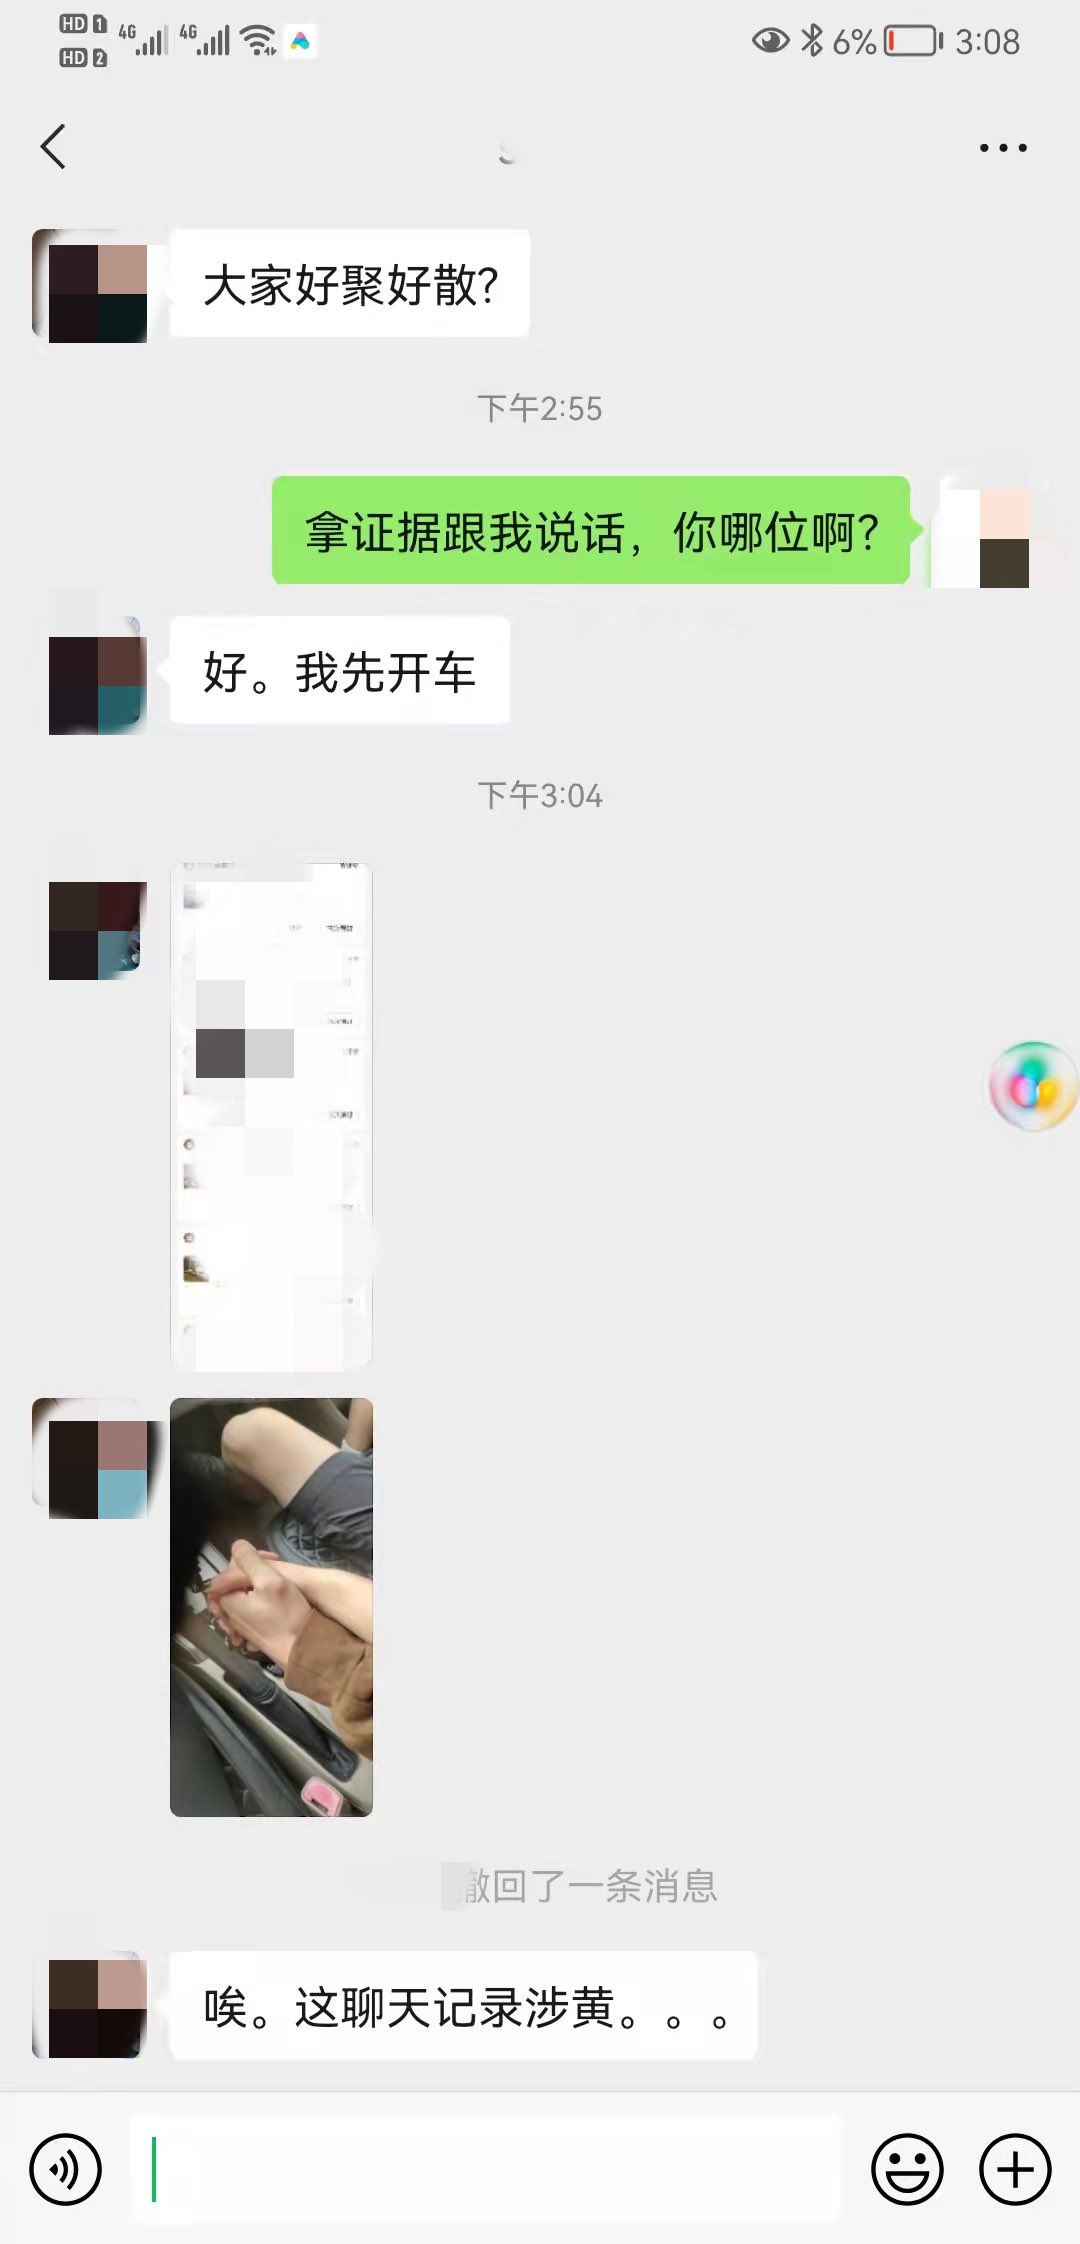 HD 1 4G 4G 6% 3:08
HD 2
大家好聚好散?
下午2:55
拿证据跟我说话，你哪位啊?
好。我先开车
下午3:04
撤回了一条消息
唉。这聊天记录涉黄。。。